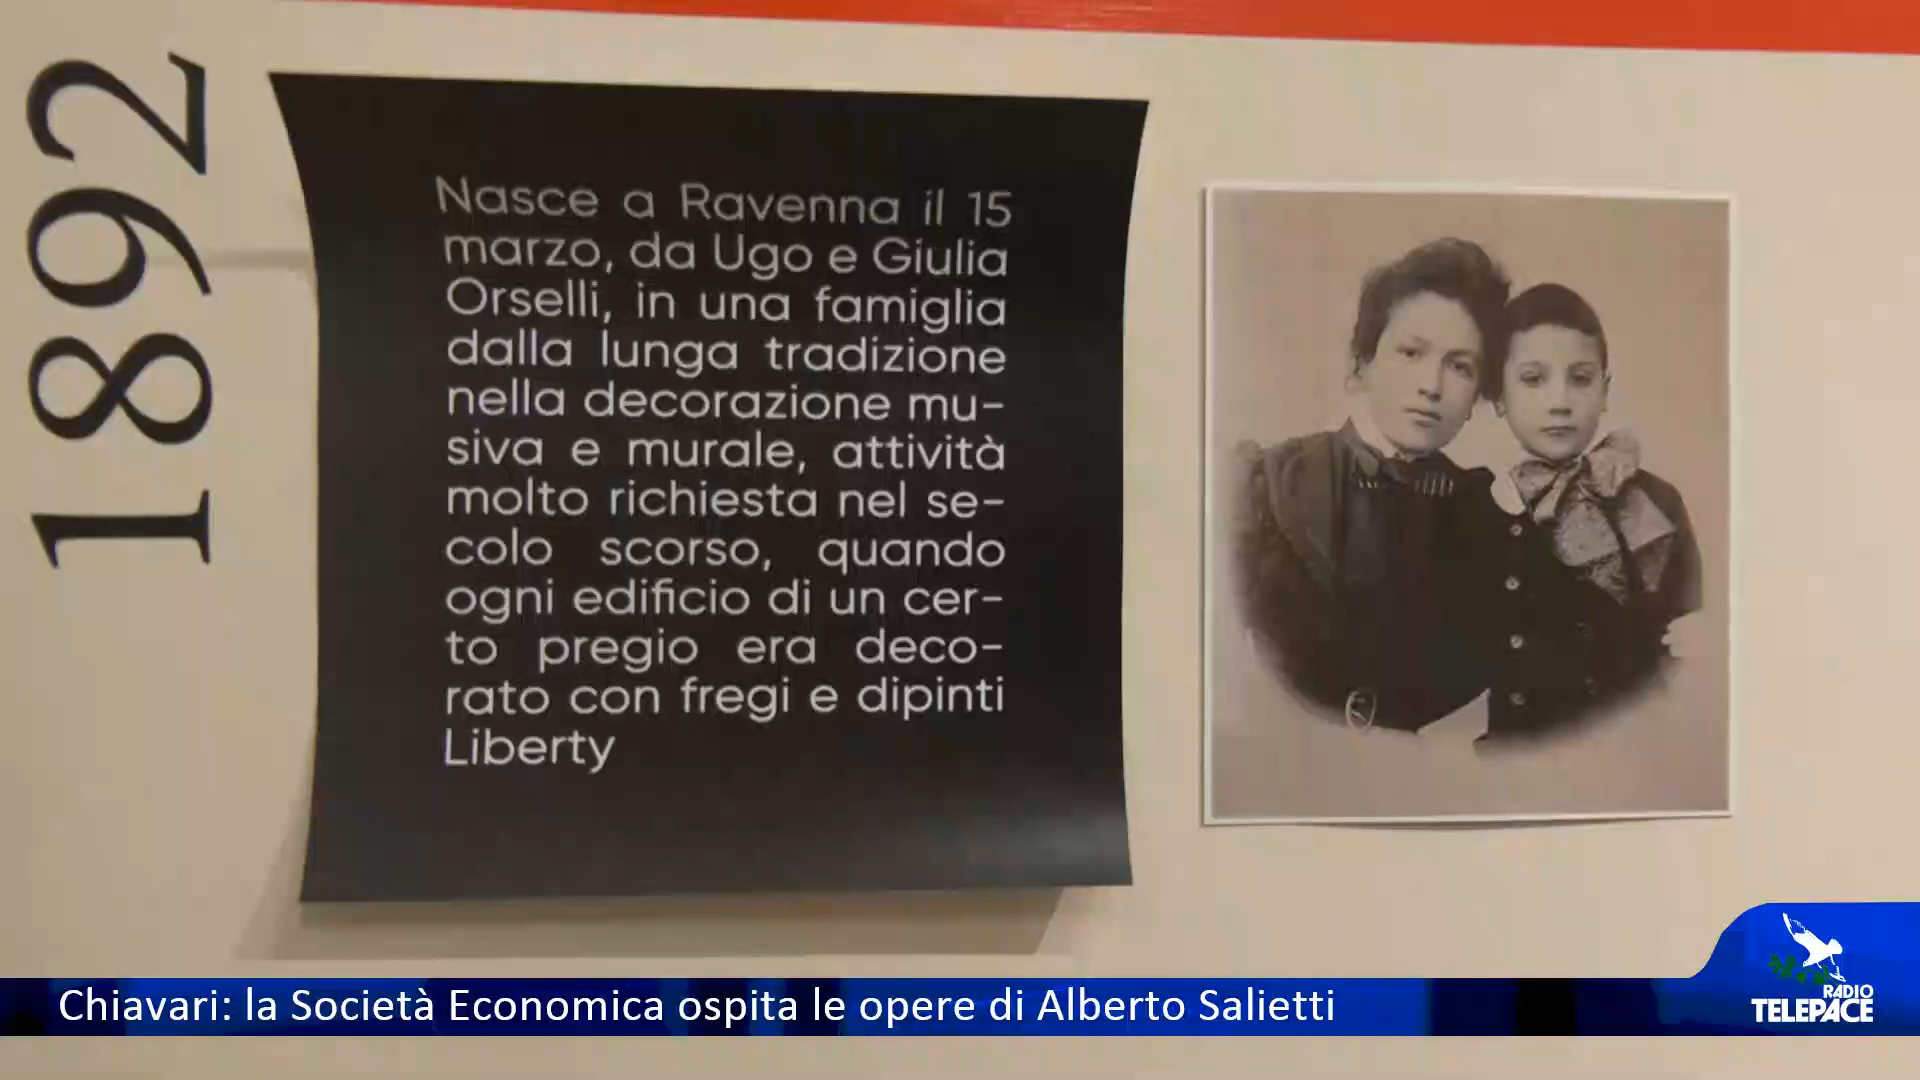 1892
Nasce a Ravenna il 15
marzo, da Ugo e Giulia
Orselli, in una famiglia
dalla lunga tradizione
nella decorazione mu-
siva e murale, attività
molto richiesta nel se-
colo scorso, quando
ogni edificio di un cer-
to pregio era deco-
rato con fregi e dipinti
Liberty
Chiavari: la Società Economica ospita le opere di Alberto Salietti
RADIO
TELEPACE